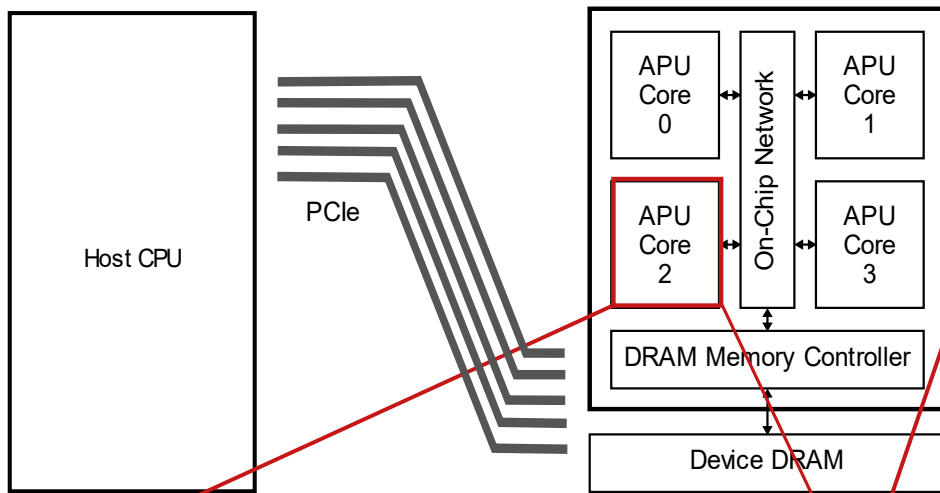 Host CPU
PCIe
APU
Core
0
On-Chip Network
APU
Core
1
APU
Core
2
APU
Core
3
DRAM Memory Controller
Device DRAM